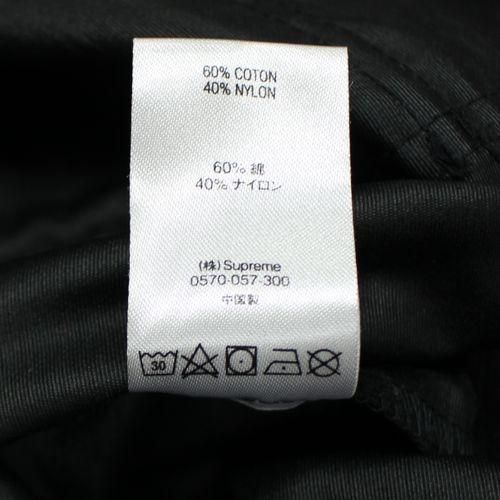 60% COTON
40% NYLON
60% 綿
40% ナイロン
(株) Supreme
0570-057-300
中国製
30